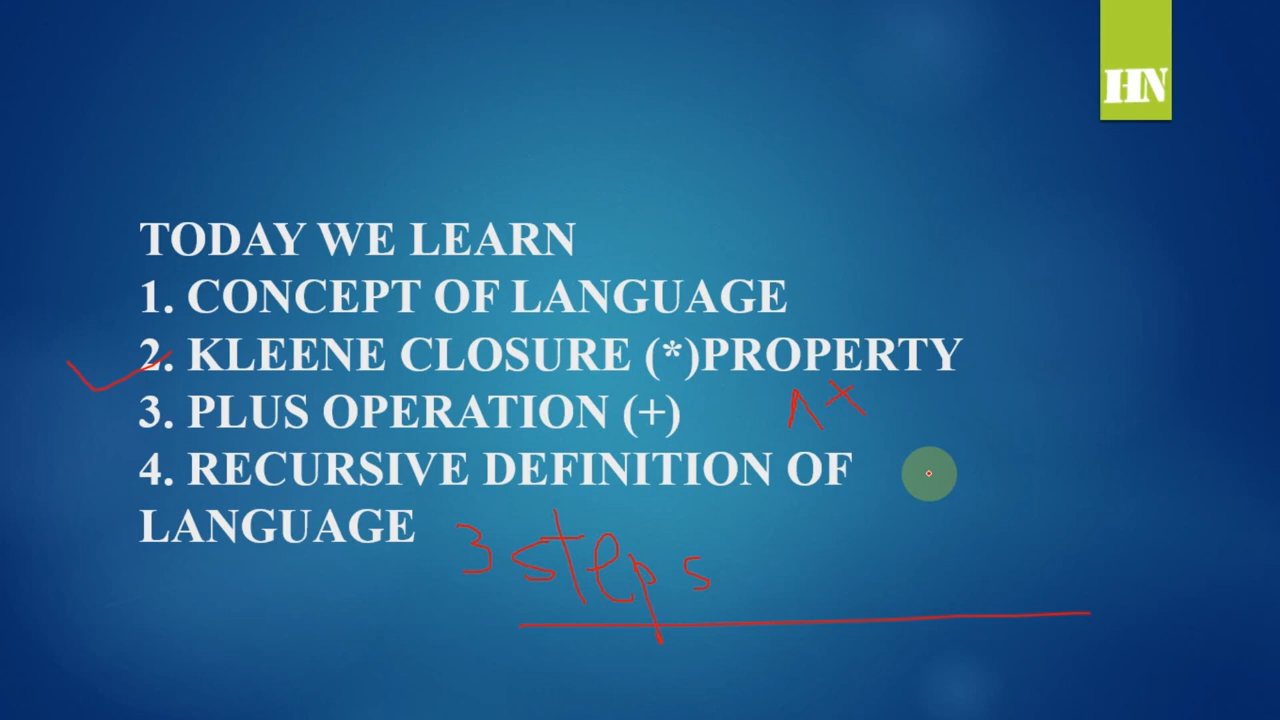 HN
TODAY WE LEARN
1. CONCEPT OF LANGUAGE
2. KLEENE CLOSURE (*)PROPERTY
3. PLUS OPERATION (+)
Λ x
4. RECURSIVE DEFINITION OF
LANGUAGE
3 steps